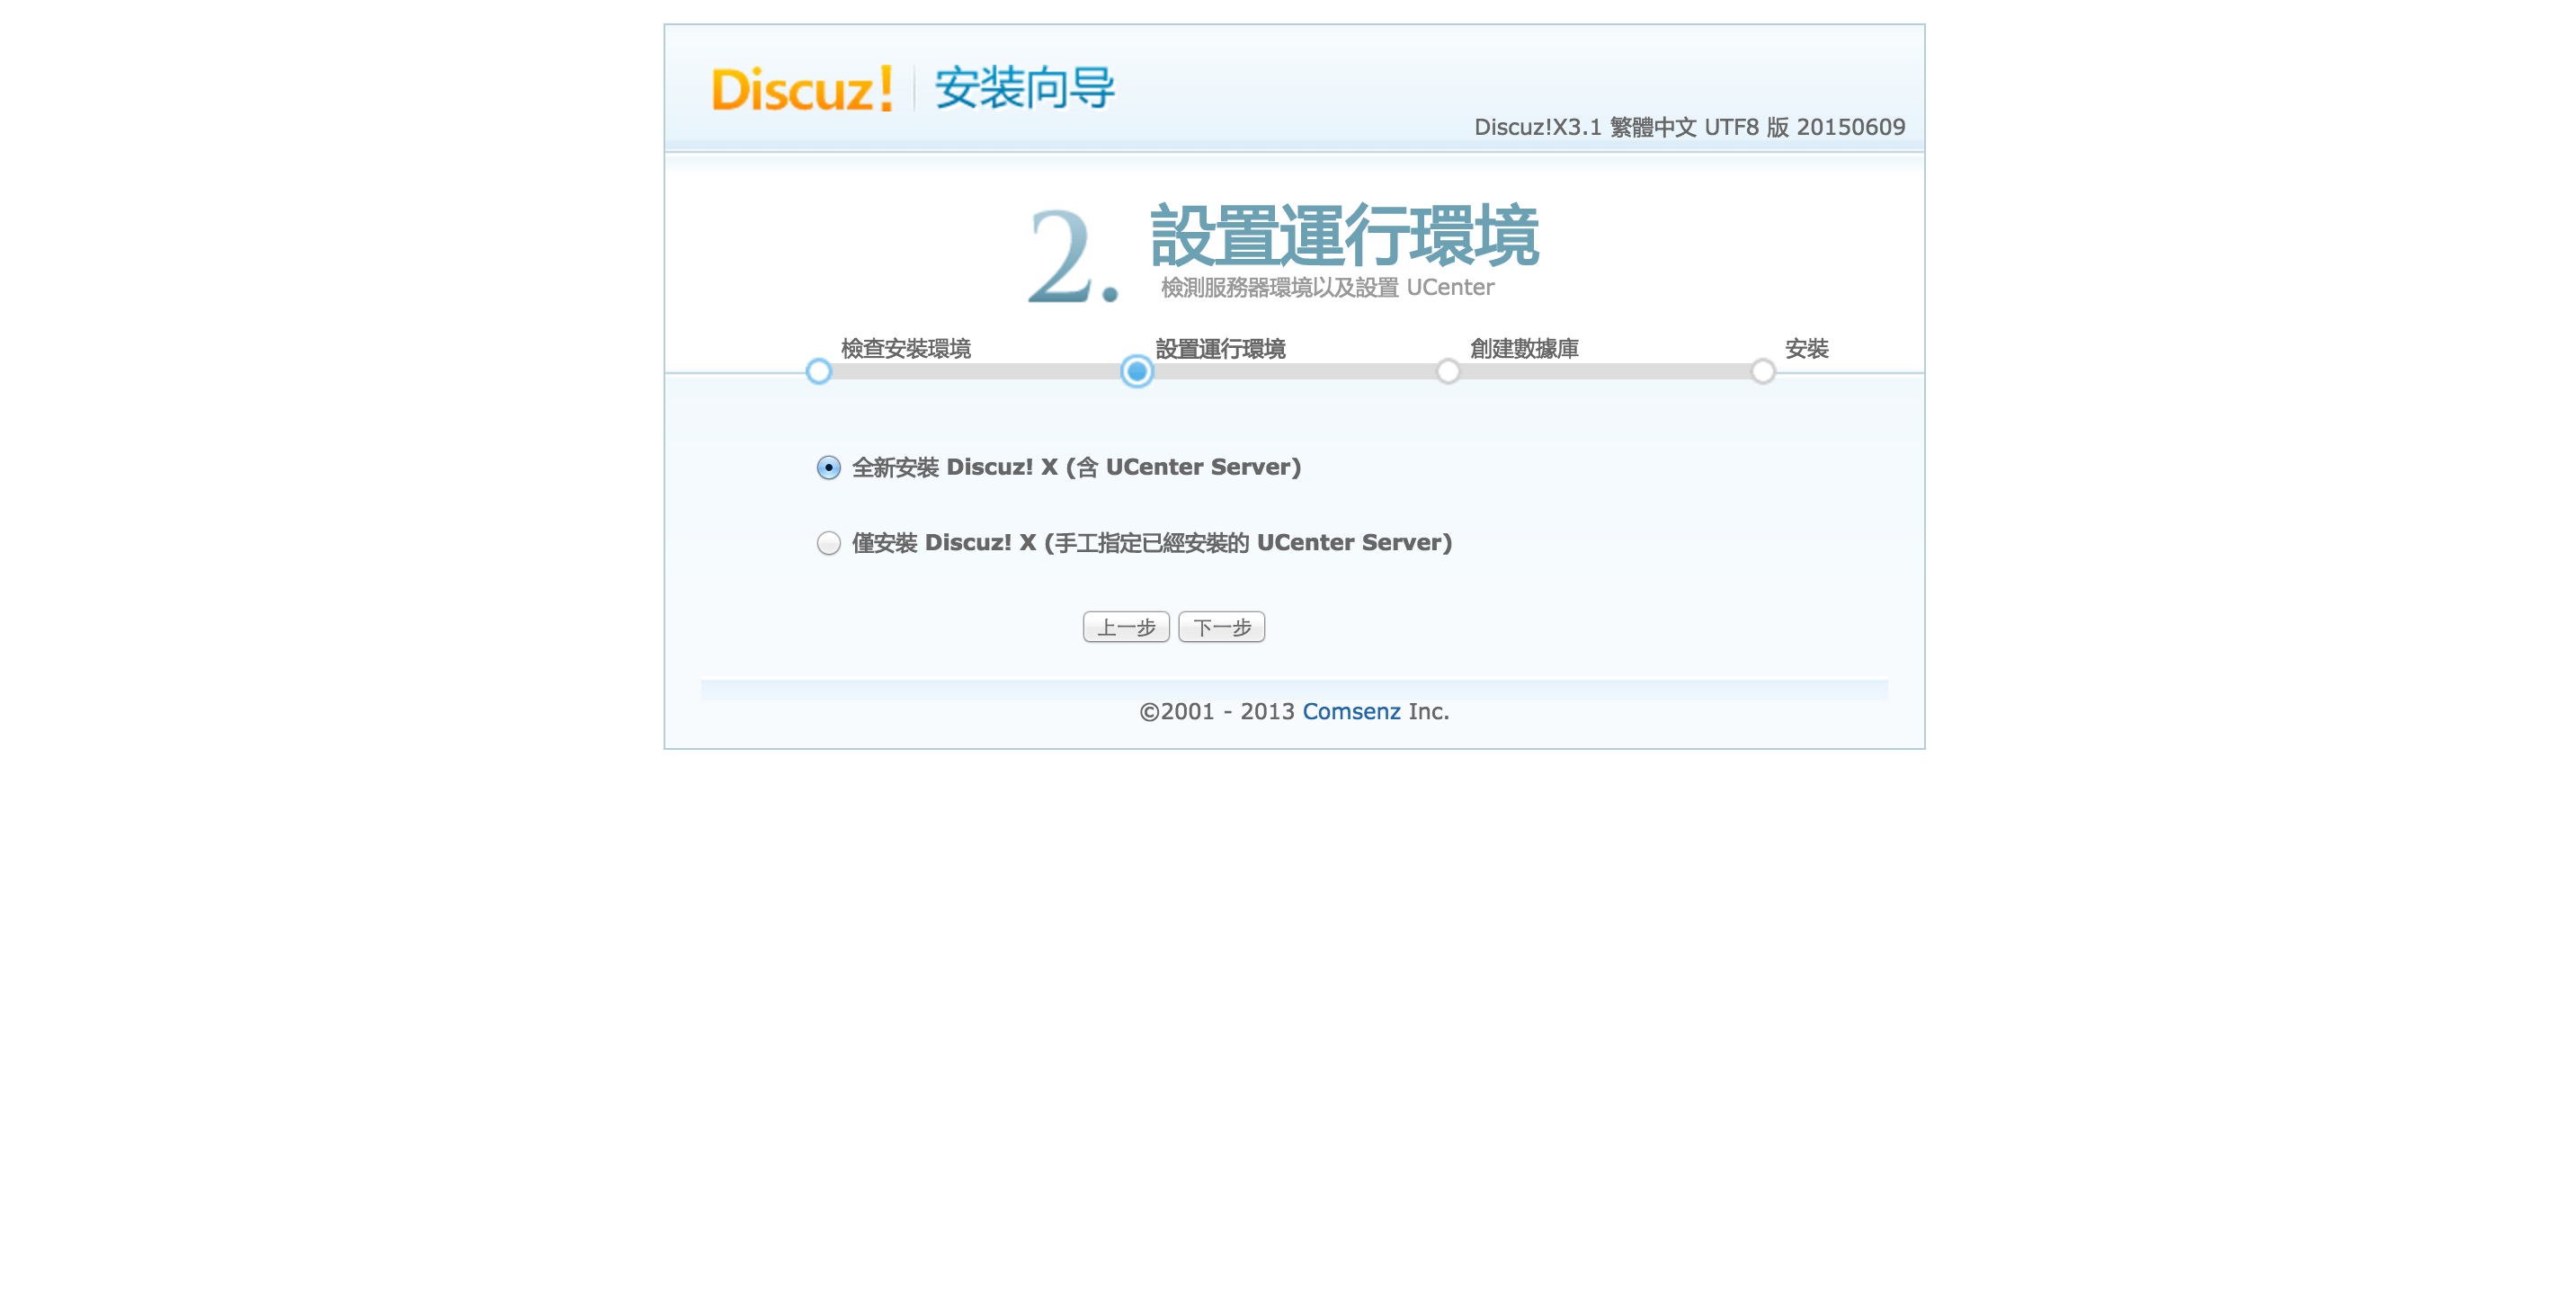 Discuz! 安装向导
Discuz!X3.1 繁體中文 UTF8 版 20150609
2. 設置運行環境
檢測服務器環境以及設置 UCenter
檢查安裝環境 設置運行環境 創建數據庫 安裝
全新安裝 Discuz! X (含 UCenter Server)
僅安裝 Discuz! X (手工指定已經安裝的 UCenter Server)
上一步 下一步
©2001 - 2013 Comsenz Inc.